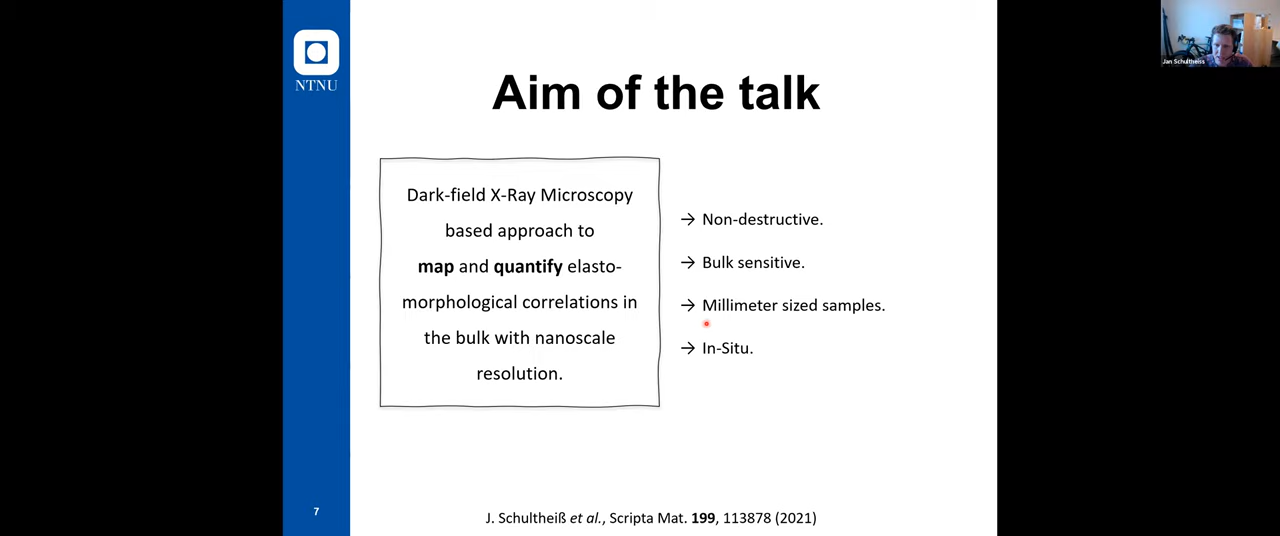 NTNU
Aim of the talk
Dark-field X-Ray Microscopy
based approach to
map and quantify elasto-
morphological correlations in
the bulk with nanoscale
resolution.
→ Non-destructive.
→ Bulk sensitive.
→ Millimeter sized samples.
→ In-Situ.
7
J. Schultheiß et al., Scripta Mat. 199, 113878 (2021)
Jan Schultheiss